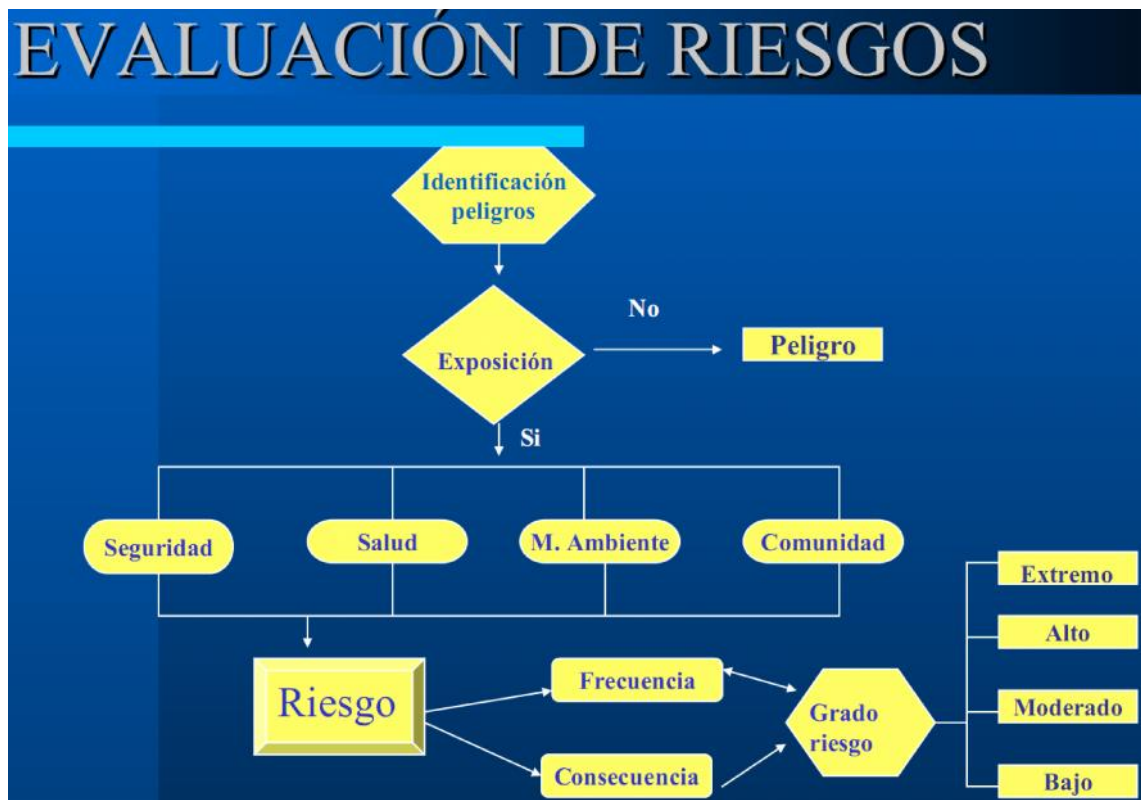 EVALUACIÓN DE RIESGOS
Identificación
peligros
No
Exposición
Peligro
Si
Seguridad
Salud
M. Ambiente
Comunidad
Extremo
Alto
Riesgo
Frecuencia
Grado
riesgo
Moderado
Consecuencia
Bajo